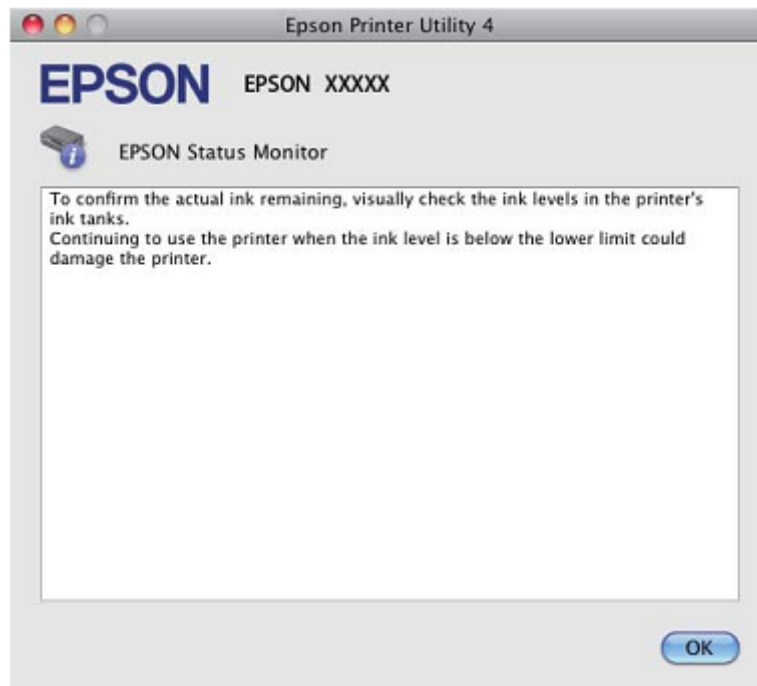 Epson Printer Utility 4
EPSON EPSON XXXXX
EPSON Status Monitor
To confirm the actual ink remaining, visually check the ink levels in the printer's
ink tanks.
Continuing to use the printer when the ink level is below the lower limit could
damage the printer.
OK